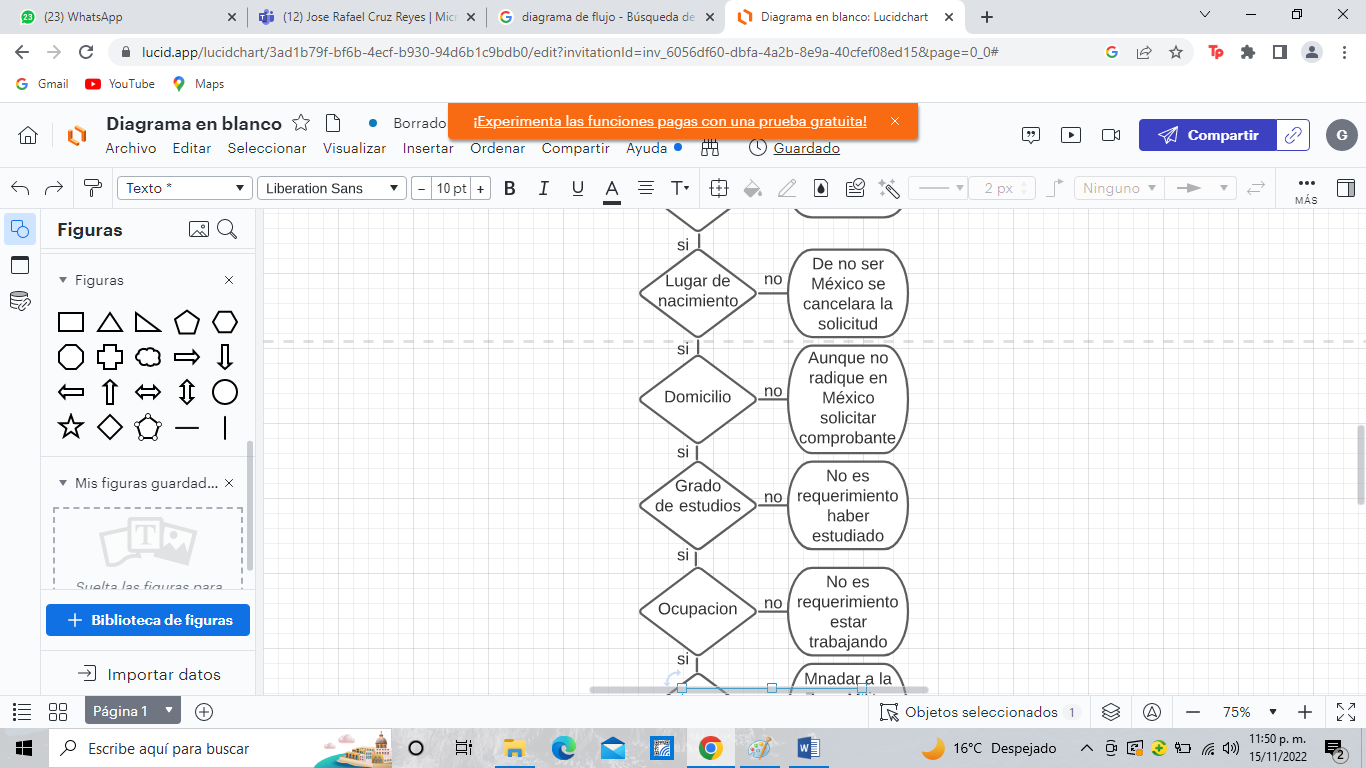 (23) WhatsApp
(12) Jose Rafael Cruz Reyes | Micr
diagrama de flujo - Búsqueda de
Diagrama en blanco: Lucidchart
lucid.app/lucidchart/3ad1b79f-bf6b-4ecf-b930-94d6b1c9bdb0/edit?invitationId=inv_6056df60-dbfa-4a2b-8e9a-40cfef08ed15&page=0_0#
Gmail
YouTube
Maps
Diagrama en blanco
Borrado
¡Experimenta las funciones pagas con una prueba gratuita!
Archivo Editar Seleccionar Visualizar Insertar Ordenar Compartir Ayuda Guardado
Compartir
G
Texto *
Liberation Sans
10 pt
B I U A T
2 px
Ninguno
MÁS
Figuras
Figuras
Mis figuras guardad...
T
Suelta las figuras para
Biblioteca de figuras
Importar datos
si
Lugar de
nacimiento
no
De no ser
México se
cancelara la
solicitud
si
Domicilio
no
Aunque no
radique en
México
solicitar
comprobante
si
Grado
de estudios
no
No es
requerimiento
haber
estudiado
si
Ocupacion
no
No es
requerimiento
estar
trabajando
si
Mnadar a la
Página 1
Objetos seleccionados 1
75%
Escribe aquí para buscar
16°C Despejado
11:50 p. m.
15/11/2022
2